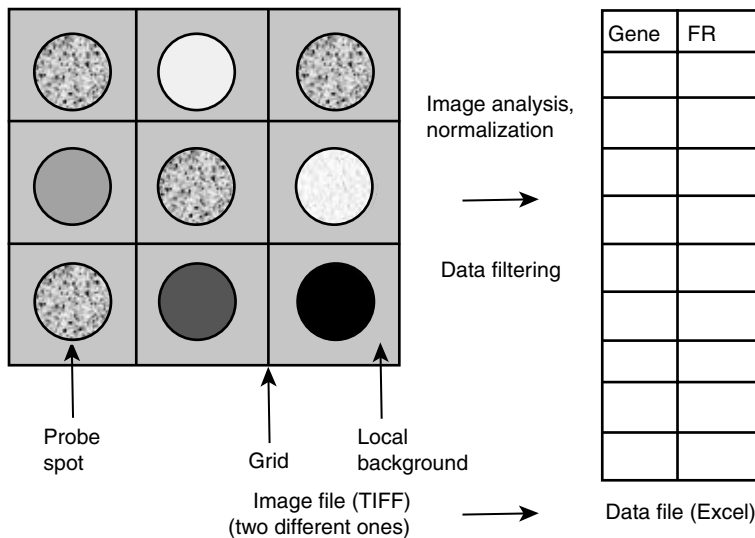 Gene FR
Image analysis,
normalization
Data filtering
Probe
spot
Grid
Local
background
Image file (TIFF)
(two different ones)
Data file (Excel)